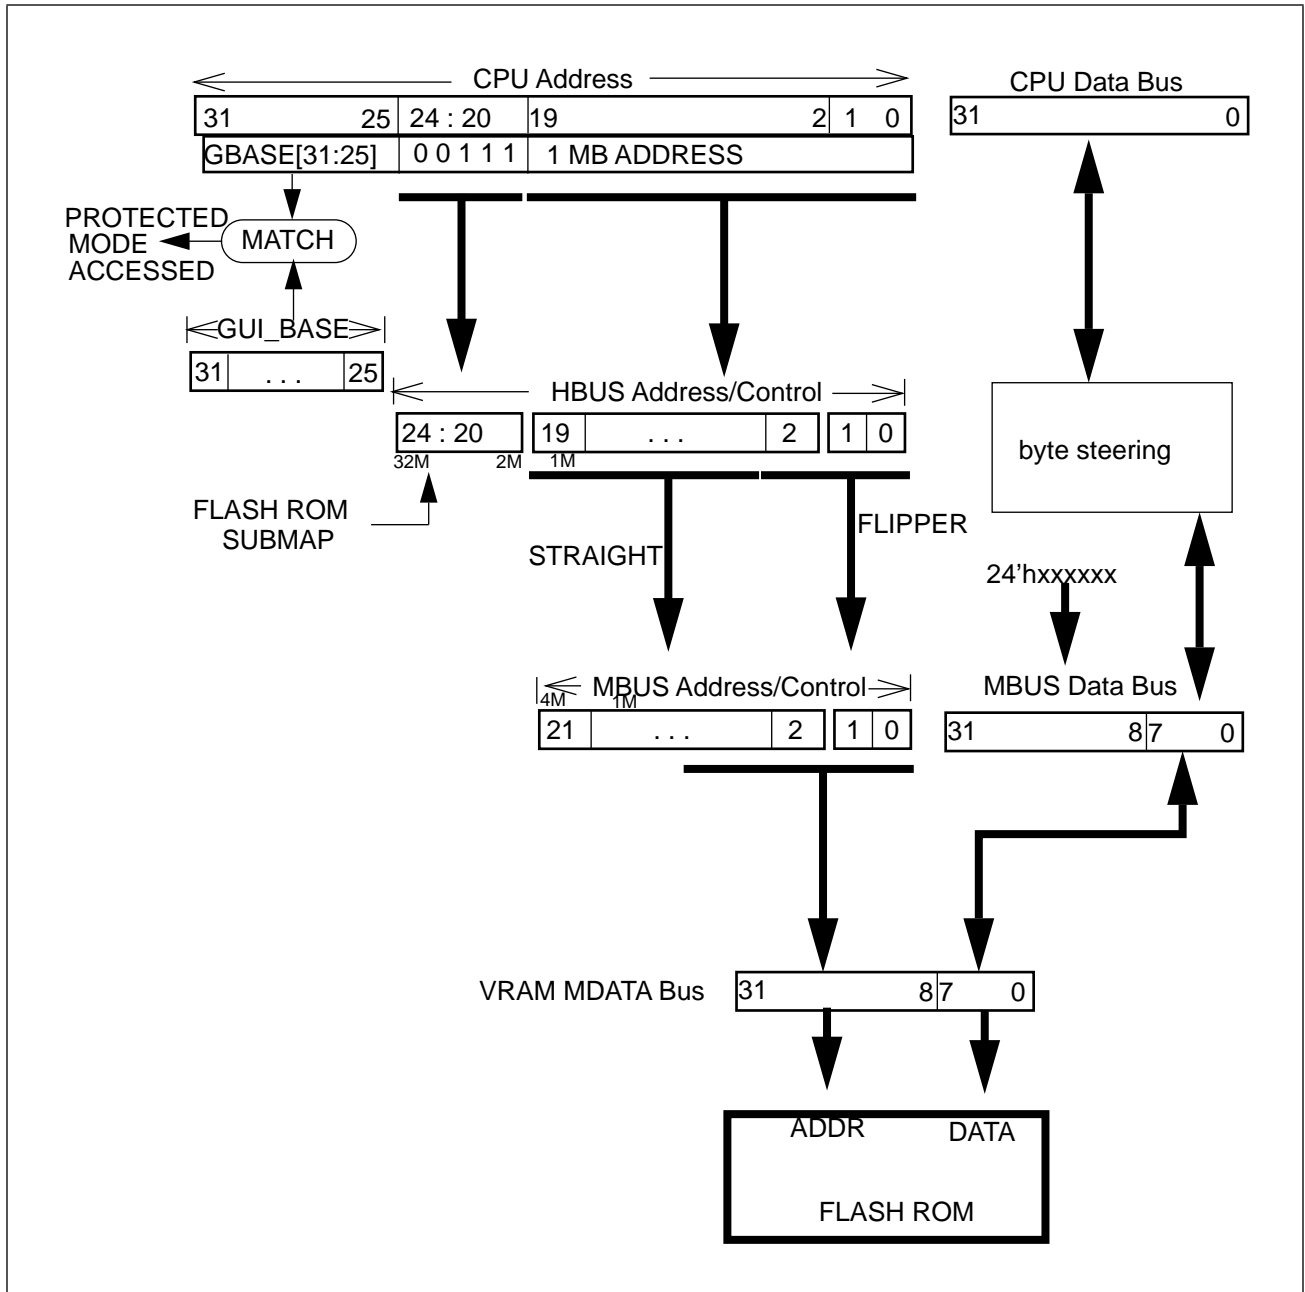 CPU Address
CPU Data Bus
31 25 24 : 20 19 2 1 0
31 0
GBASE[31:25] 0 0 1 1 1 1 MB ADDRESS
PROTECTED
MODE
ACCESSED
MATCH
GUI_BASE
31 . . . 25
HBUS Address/Control
24 : 20 19 . . . 2 1 0
32M 2M 1M
byte steering
FLASH ROM
SUBMAP
STRAIGHT
FLIPPER
24'hxxxxxx
MBUS Address/Control
4M 1M
MBUS Data Bus
21 . . . 2 1 0
31 8 7 0
VRAM MDATA Bus
31 8 7 0
ADDR
DATA
FLASH ROM